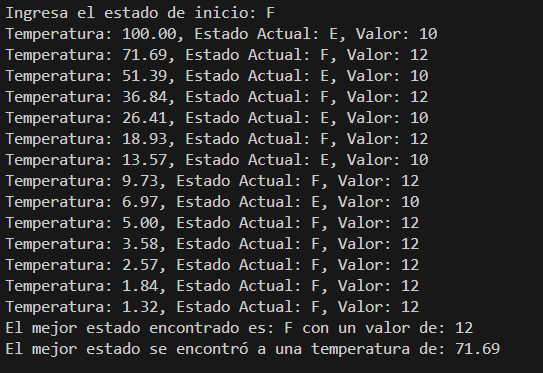 Ingresa el estado de inicio: F
Temperatura: 100.00, Estado Actual: E, Valor: 10
Temperatura: 71.69, Estado Actual: F, Valor: 12
Temperatura: 51.39, Estado Actual: E, Valor: 10
Temperatura: 36.84, Estado Actual: F, Valor: 12
Temperatura: 26.41, Estado Actual: E, Valor: 10
Temperatura: 18.93, Estado Actual: F, Valor: 12
Temperatura: 13.57, Estado Actual: E, Valor: 10
Temperatura: 9.73, Estado Actual: F, Valor: 12
Temperatura: 6.97, Estado Actual: E, Valor: 10
Temperatura: 5.00, Estado Actual: F, Valor: 12
Temperatura: 3.58, Estado Actual: F, Valor: 12
Temperatura: 2.57, Estado Actual: F, Valor: 12
Temperatura: 1.84, Estado Actual: F, Valor: 12
Temperatura: 1.32, Estado Actual: F, Valor: 12
El mejor estado encontrado es: F con un valor de: 12
El mejor estado se encontró a una temperatura de: 71.69